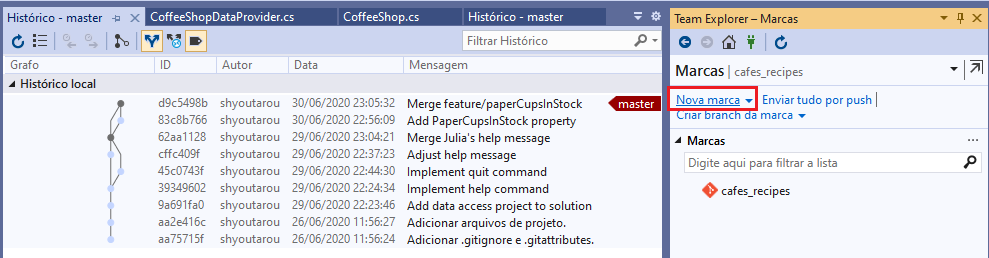 Histórico - master
CoffeeShopDataProvider.cs
CoffeeShop.cs
Histórico - master
Filtrar Histórico
Grafo ID Autor Data Mensagem
Histórico local
d9c5498b shyoutarou 30/06/2020 23:05:32 Merge feature/paperCupsInStock master
83c8b766 shyoutarou 30/06/2020 22:56:09 Add PaperCupsInStock property
62aa1128 shyoutarou 29/06/2020 23:04:21 Merge Julia's help message
cffc409f shyoutarou 29/06/2020 22:37:23 Adjust help message
45c0743f shyoutarou 29/06/2020 22:44:30 Implement quit command
39349602 shyoutarou 29/06/2020 22:24:34 Implement help command
9a691fa0 shyoutarou 29/06/2020 22:23:46 Add data access project to solution
aa2e416c shyoutarou 26/06/2020 11:56:27 Adicionar arquivos de projeto.
aa75715f shyoutarou 26/06/2020 11:56:24 Adicionar .gitignore e .gitattributes.
Team Explorer – Marcas
Marcas | cafes_recipes
Nova marca Enviar tudo por push |
Criar branch da marca
Marcas
Digite aqui para filtrar a lista
cafes_recipes